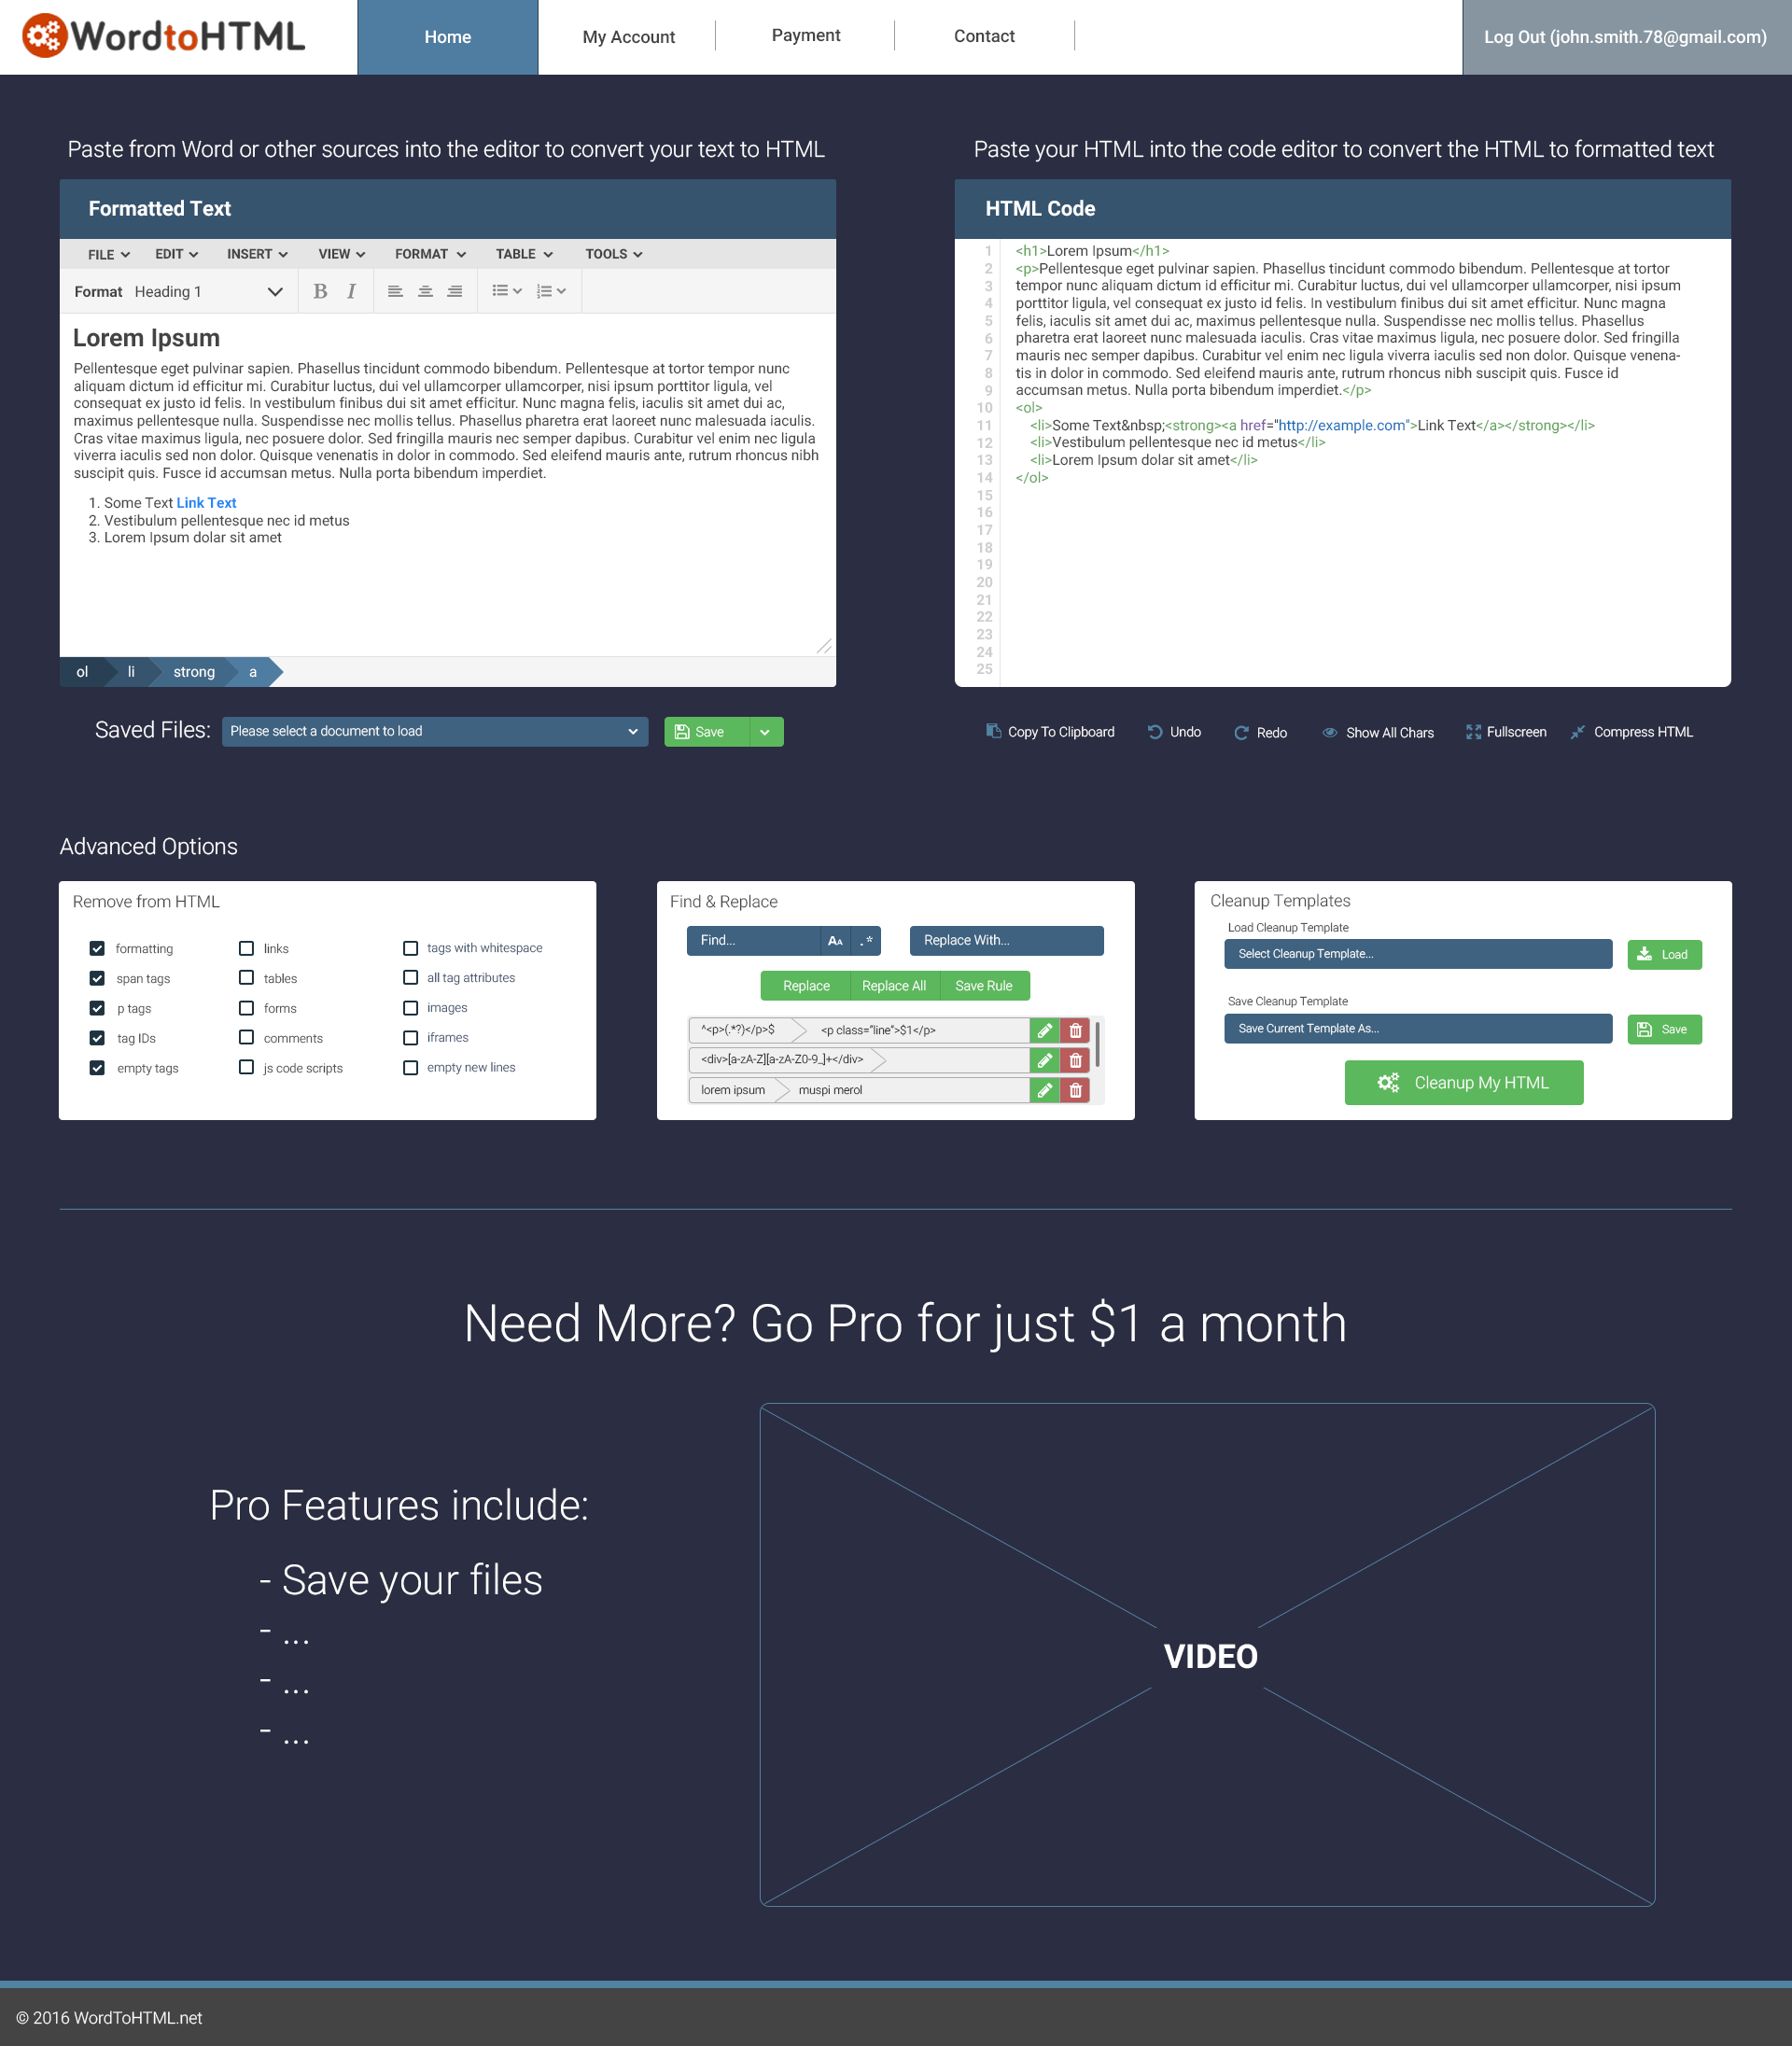 WordtoHTML
Home
My Account
Payment
Contact
Log Out (john.smith.78@gmail.com)
Paste from Word or other sources into the editor to convert your text to HTML
Formatted Text
FILE EDIT INSERT VIEW FORMAT TABLE TOOLS
Format Heading 1 B I
Lorem Ipsum
Pellentesque eget pulvinar sapien. Phasellus tincidunt commodo bibendum. Pellentesque at tortor tempor nunc
aliquam dictum id efficitur mi. Curabitur luctus, dui vel ullamcorper ullamcorper, nisi ipsum porttitor ligula, vel
consequat ex justo id felis. In vestibulum finibus dui sit amet efficitur. Nunc magna felis, iaculis sit amet dui ac,
maximus pellentesque nulla. Suspendisse nec mollis tellus. Phasellus pharetra erat laoreet nunc malesuada iaculis.
Cras vitae maximus ligula, nec posuere dolor. Sed fringilla mauris nec semper dapibus. Curabitur vel enim nec ligula
viverra iaculis sed non dolor. Quisque venenatis in dolor in commodo. Sed eleifend mauris ante, rutrum rhoncus nibh
suscipit quis. Fusce id accumsan metus. Nulla porta bibendum imperdiet.
1. Some Text Link Text
2. Vestibulum pellentesque nec id metus
3. Lorem Ipsum dolar sit amet
ol li strong a
Saved Files: Please select a document to load Save
Paste your HTML into the code editor to convert the HTML to formatted text
HTML Code
1 <h1>Lorem Ipsum</h1>
2 <p>Pellentesque eget pulvinar sapien. Phasellus tincidunt commodo bibendum. Pellentesque at tortor
3 tempor nunc aliquam dictum id efficitur mi. Curabitur luctus, dui vel ullamcorper ullamcorper, nisi ipsum
4 porttitor ligula, vel consequat ex justo id felis. In vestibulum finibus dui sit amet efficitur. Nunc magna
5 felis, iaculis sit amet dui ac, maximus pellentesque nulla. Suspendisse nec mollis tellus. Phasellus
6 pharetra erat laoreet nunc malesuada iaculis. Cras vitae maximus ligula, nec posuere dolor. Sed fringilla
7 mauris nec semper dapibus. Curabitur vel enim nec ligula viverra iaculis sed non dolor. Quisque venena-
8 tis in dolor in commodo. Sed eleifend mauris ante, rutrum rhoncus nibh suscipit quis. Fusce id
9 accumsan metus. Nulla porta bibendum imperdiet.</p>
10 <ol>
11 <li>Some Text&nbsp;<strong><a href="http://example.com">Link Text</a></strong></li>
12 <li>Vestibulum pellentesque nec id metus</li>
13 <li>Lorem Ipsum dolar sit amet</li>
14 </ol>
15
16
17
18
19
20
21
22
23
24
25
Copy To Clipboard Undo Redo Show All Chars Fullscreen Compress HTML
Advanced Options
Remove from HTML
formatting links tags with whitespace
span tags tables all tag attributes
p tags forms images
tag IDs comments iframes
empty tags js code scripts empty new lines
Find & Replace
Find... AA .* Replace With...
Replace Replace All Save Rule
^<p>(.*?)</p>$ <p class="line">$1</p>
<div>[a-zA-Z][a-zA-Z0-9_]+</div>
lorem ipsum muspi merol
Cleanup Templates
Load Cleanup Template
Select Cleanup Template... Load
Save Cleanup Template
Save Current Template As... Save
Cleanup My HTML
Need More? Go Pro for just $1 a month
Pro Features include:
- Save your files
- ...
- ...
- ...
VIDEO
© 2016 WordToHTML.net